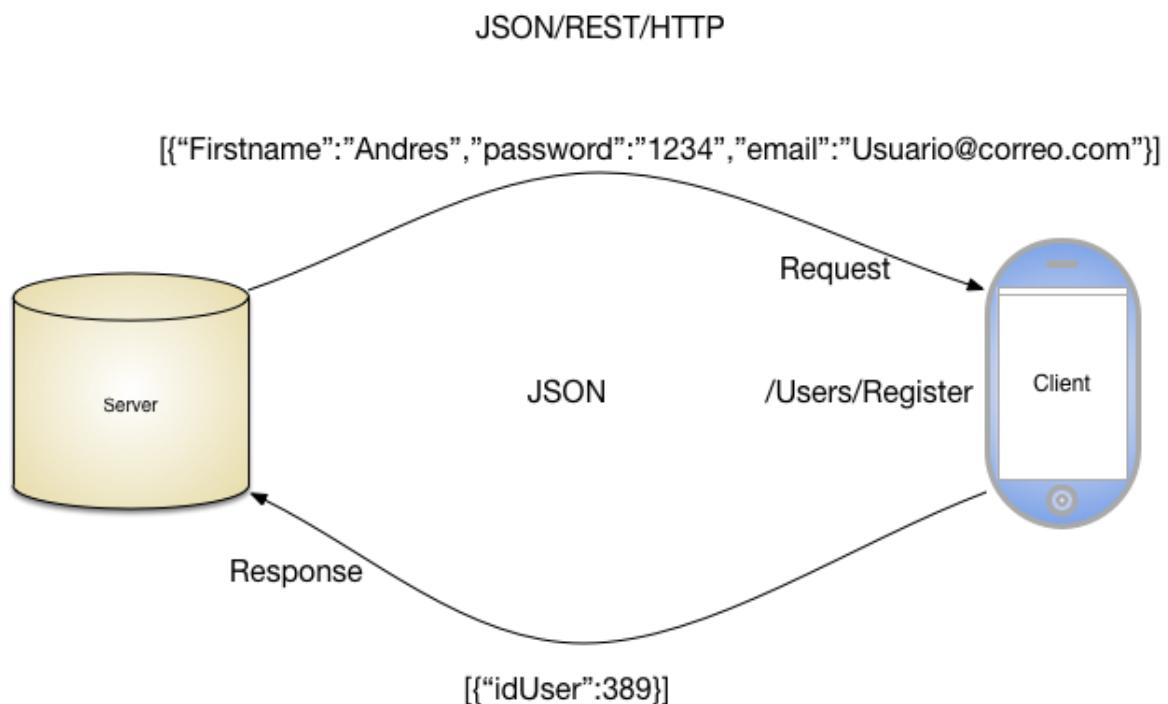 JSON/REST/HTTP
[{“Firstname”:”Andres”,”password”:”1234”,”email”:”Usuario@correo.com”}]
Request
Server
JSON
/Users/Register
Client
Response
[{“idUser”:389}]